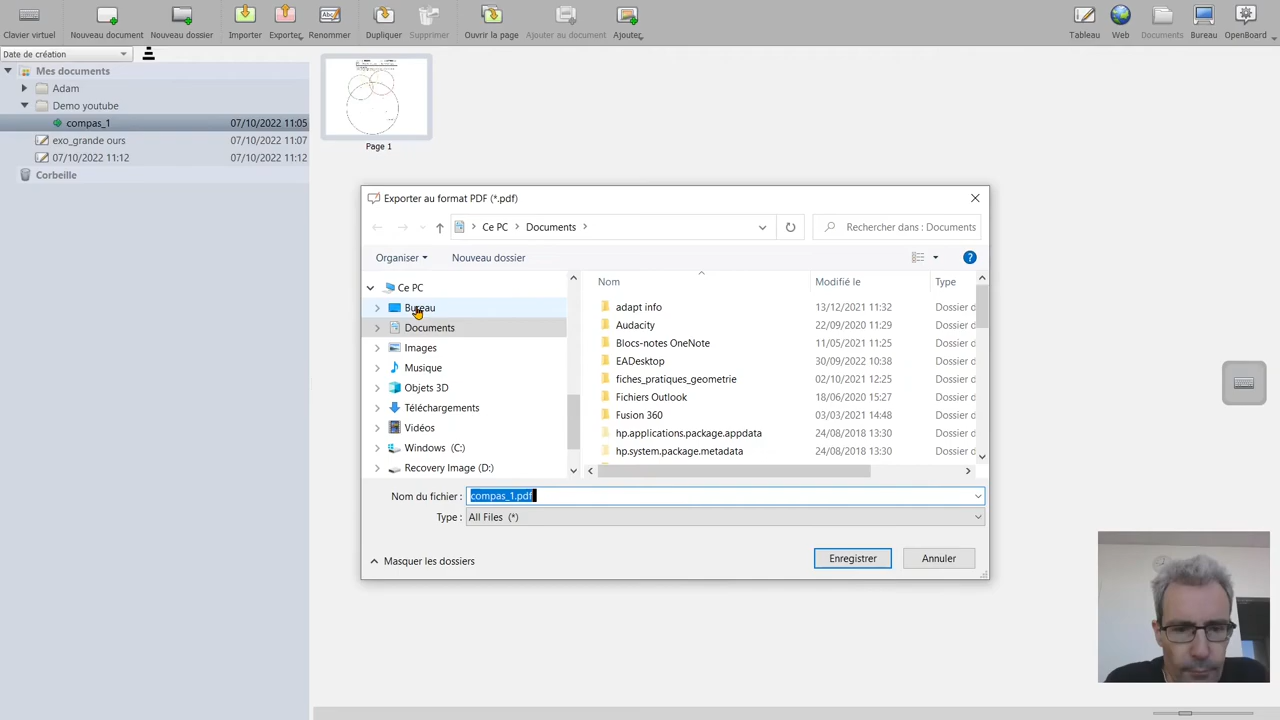 Clavier virtuel
Nouveau document
Nouveau dossier
Importer
Exporter
Renommer
Dupliquer
Supprimer
Ouvrir la page
Ajouter au document
Ajouter
Tableau
Web
Documents
Bureau
OpenBoard
Date de création
Mes documents
Adam
Demo youtube
compas_1 07/10/2022 11:05
exo_grande ours 07/10/2022 11:07
07/10/2022 11:12 07/10/2022 11:12
Corbeille
Page 1
Exporter au format PDF (*.pdf)
Ce PC > Documents >
Rechercher dans : Documents
Organiser
Nouveau dossier
Ce PC
Bureau
Documents
Images
Musique
Objets 3D
Téléchargements
Vidéos
Windows (C:)
Recovery Image (D:)
Nom Modifié le Type
adapt info 13/12/2021 11:32 Dossier d
Audacity 22/09/2020 11:29 Dossier d
Blocs-notes OneNote 11/05/2021 11:35 Dossier d
EADesktop 30/09/2022 10:38 Dossier d
fiches_pratiques_geometrie 02/10/2021 12:25 Dossier d
Fichiers Outlook 18/06/2020 15:27 Dossier d
Fusion 360 03/03/2021 14:48 Dossier d
hp.applications.package.appdata 24/08/2018 13:30 Dossier d
hp.system.package.metadata 24/08/2018 13:30 Dossier d
Nom du fichier : compas_1.pdf
Type : All Files (*)
Masquer les dossiers
Enregistrer
Annuler